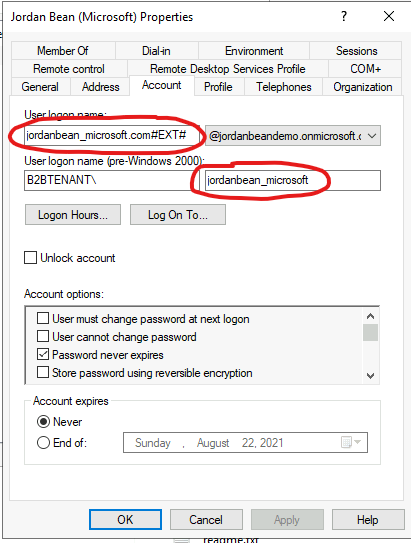 Jordan Bean (Microsoft) Properties
?
Member Of Dial-in Environment Sessions
Remote control Remote Desktop Services Profile COM+
General Address Account Profile Telephones Organization
User logon name:
jordanbean_microsoft.com#EXT# @jordanbeandemo.onmicrosoft.c
User logon name (pre-Windows 2000):
B2BTENANT\ jordanbean_microsoft
Logon Hours... Log On To...
Unlock account
Account options:
User must change password at next logon
User cannot change password
Password never expires
Store password using reversible encryption
Account expires
Never
End of: Sunday , August 22, 2021
OK Cancel Apply Help
readme.txt